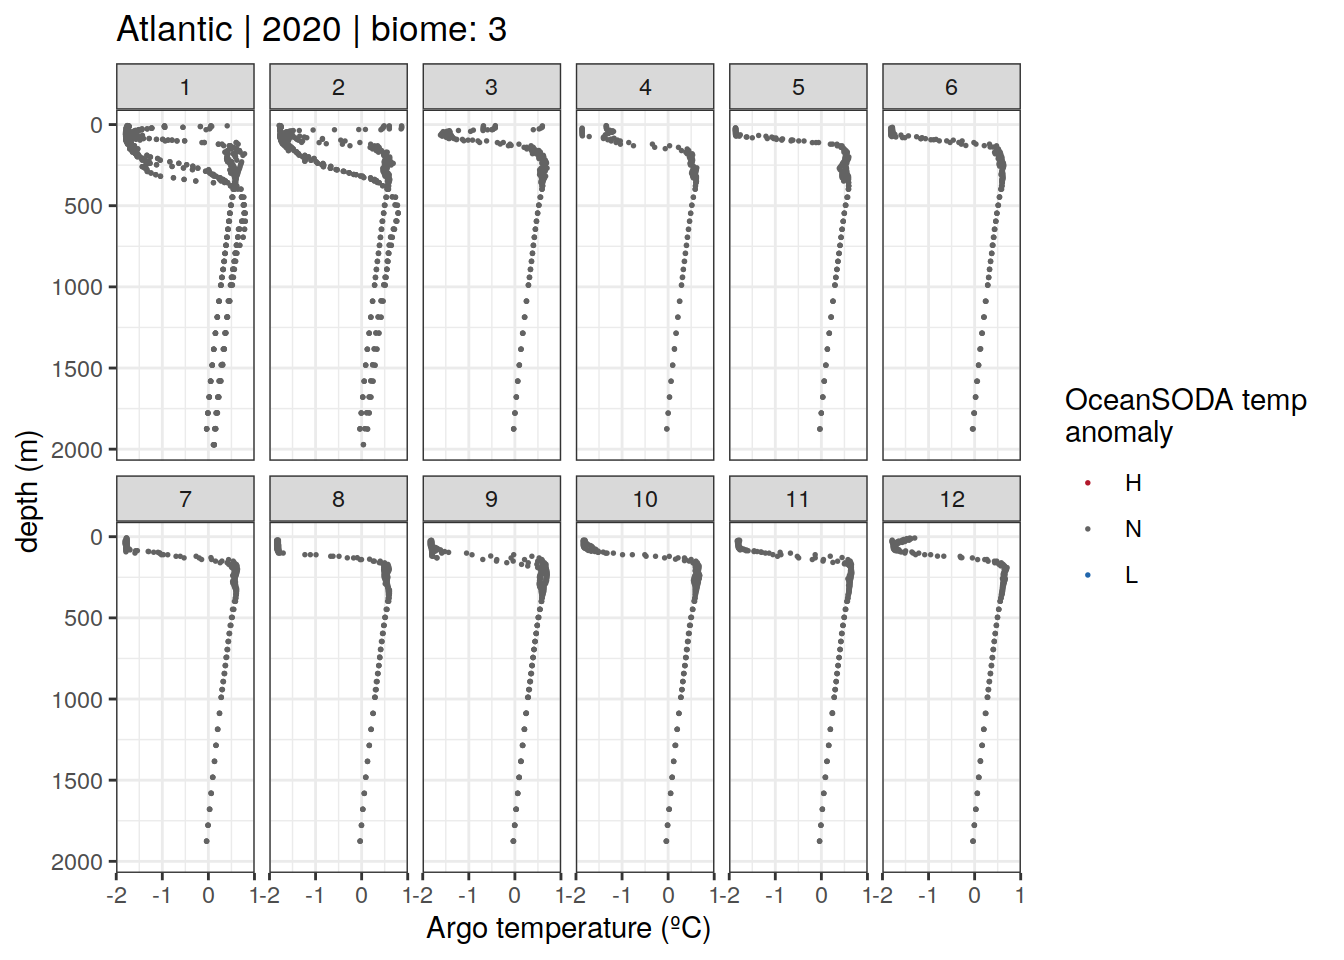 Atlantic | 2020 | biome: 3
1 2 3 4 5 6
0
500
1000
1500
2000
7 8 9 10 11 12
0
500
1000
1500
2000
-2 -1 0 1 -2 -1 0 1 -2 -1 0 1 -2 -1 0 1 -2 -1 0 1 -2 -1 0 1
Argo temperature (ºC)
depth (m)
OceanSODA temp
anomaly
H
N
L